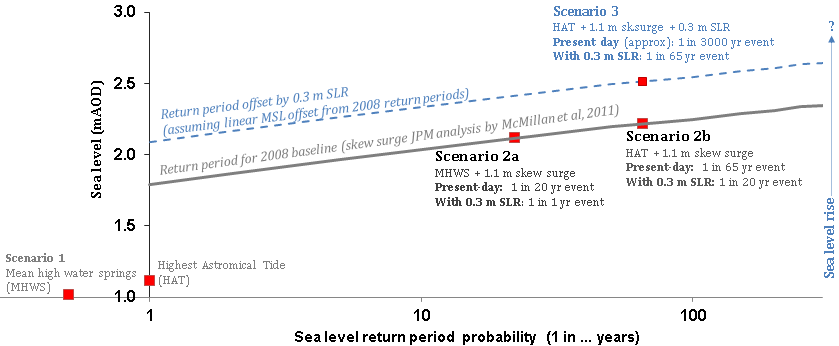 3.0
2.5
2.0
1.5
1.0
Sea level (mAOD)
Scenario 3
HAT + 1.1 m sk.surge + 0.3 m SLR
Present day (approx): 1 in 3000 yr event
With 0.3 m SLR: 1 in 65 yr event
?
Sea level rise
Return period offset by 0.3 m SLR
(assuming linear MSL offset from 2008 return periods)
Return period for 2008 baseline (skew surge JPM analysis by McMillan et al, 2011)
Scenario 2a
MHWS + 1.1 m skew surge
Present-day: 1 in 20 yr event
With 0.3 m SLR: 1 in 1 yr event
Scenario 2b
HAT + 1.1 m skew surge
Present-day: 1 in 65 yr event
With 0.3 m SLR: 1 in 20 yr event
Scenario 1
Mean high water springs
(MHWS)
Highest Astromical Tide
(HAT)
1
10
100
Sea level return period probability (1 in ... years)